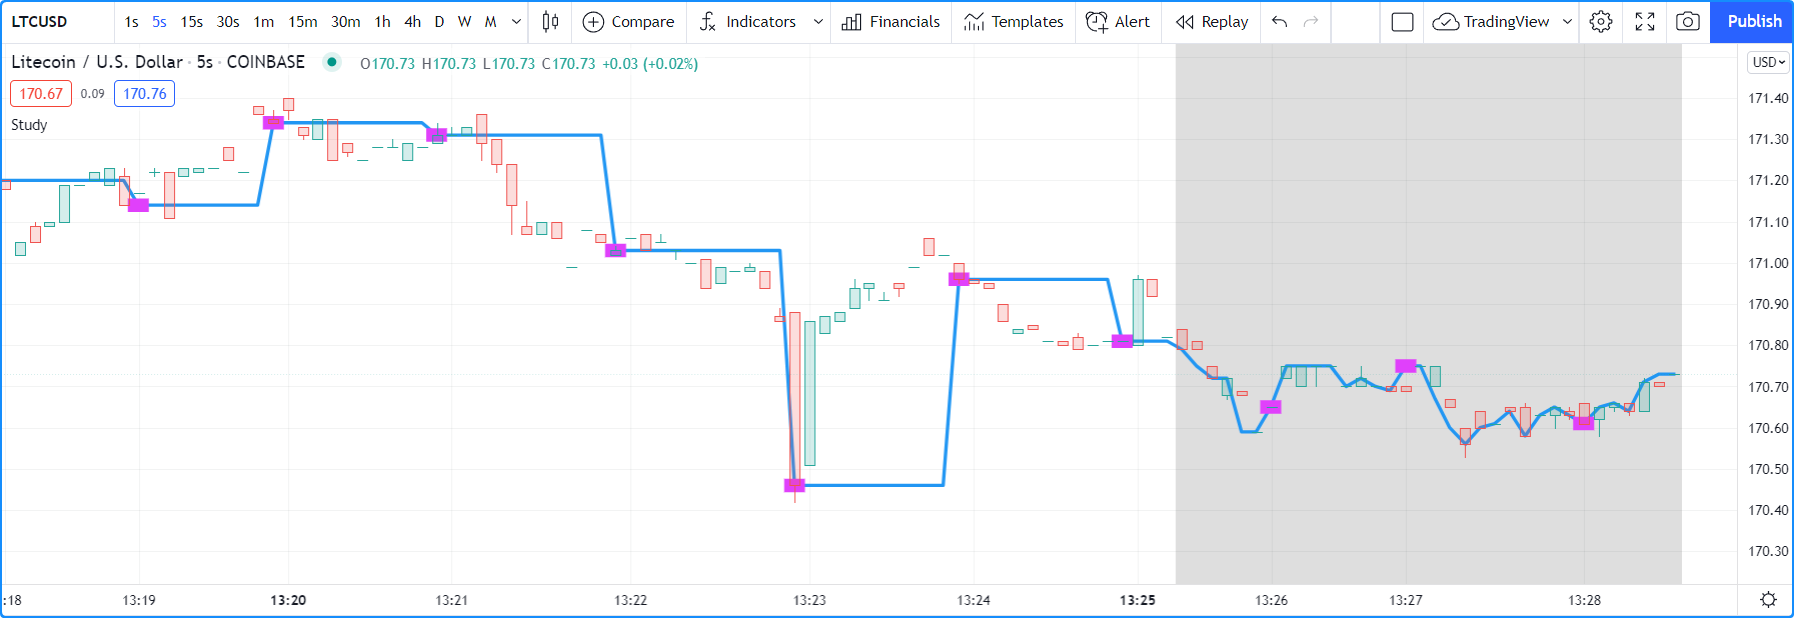 LTCUSD 1s 5s 15s 30s 1m 15m 30m 1h 4h D W M Compare Indicators Financials Templates Alert Replay TradingView Publish
Litecoin / U.S. Dollar · 5s · COINBASE O170.73 H170.73 L170.73 C170.73 +0.03 (+0.02%)
USD
170.67 0.09 170.76
Study
171.40
171.30
171.20
171.10
171.00
170.90
170.80
170.70
170.60
170.50
170.40
170.30
:18 13:19 13:20 13:21 13:22 13:23 13:24 13:25 13:26 13:27 13:28